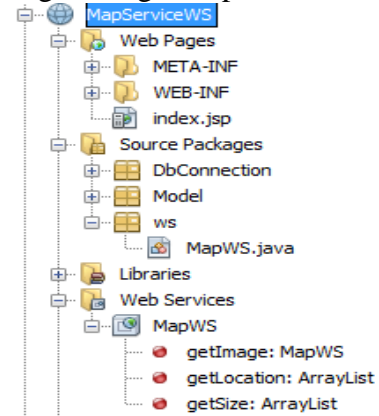 MapServiceWS
Web Pages
META-INF
WEB-INF
index.jsp
Source Packages
DbConnection
Model
ws
MapWS.java
Libraries
Web Services
MapWS
getImage: MapWS
getLocation: ArrayList
getSize: ArrayList